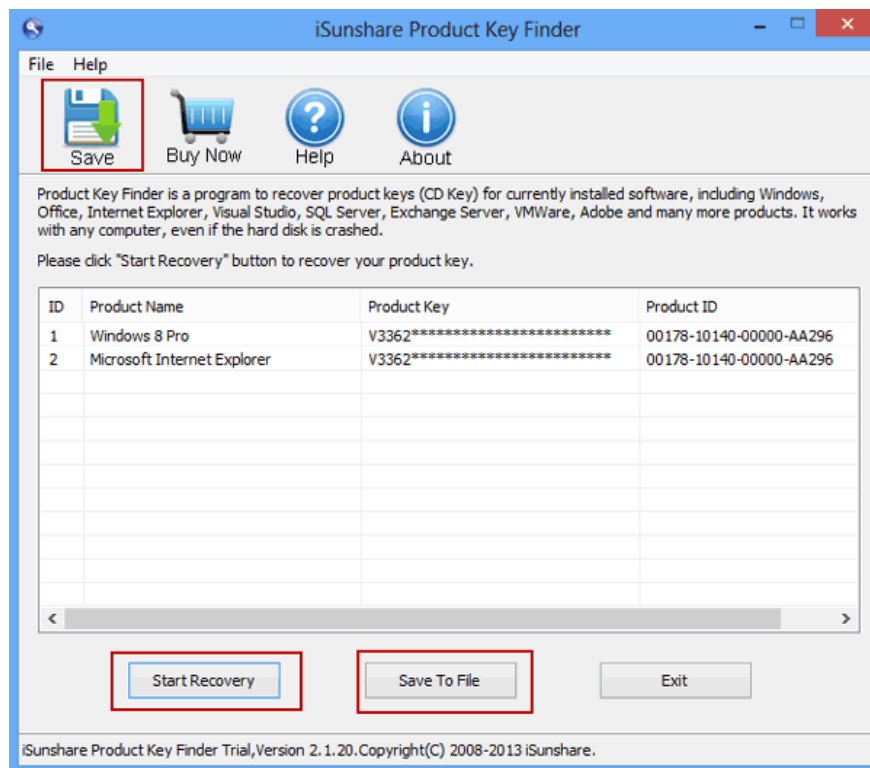 iSunshare Product Key Finder
File Help
Save Buy Now Help About
Product Key Finder is a program to recover product keys (CD Key) for currently installed software, including Windows,
Office, Internet Explorer, Visual Studio, SQL Server, Exchange Server, VMWare, Adobe and many more products. It works
with any computer, even if the hard disk is crashed.
Please click "Start Recovery" button to recover your product key.
ID Product Name Product Key Product ID
1 Windows 8 Pro V3362************************ 00178-10140-00000-AA296
2 Microsoft Internet Explorer V3362************************ 00178-10140-00000-AA296
Start Recovery Save To File Exit
iSunshare Product Key Finder Trial,Version 2.1.20.Copyright(C) 2008-2013 iSunshare.